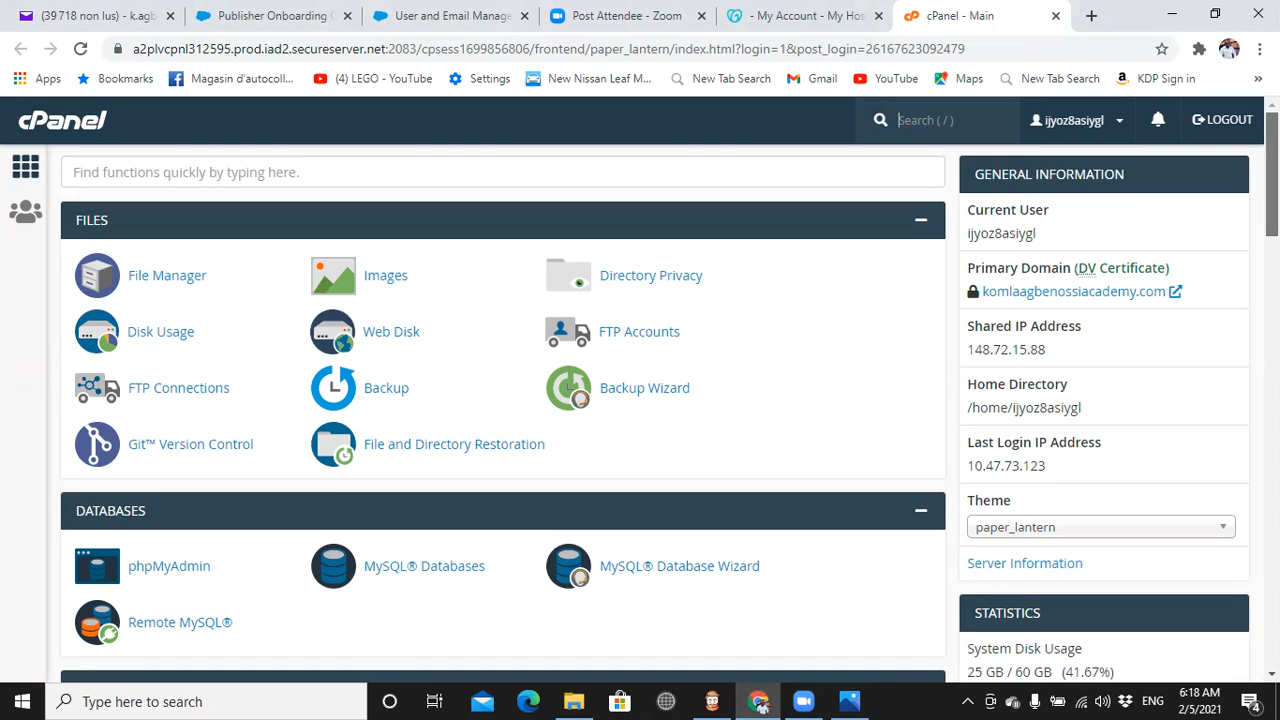 (39 718 non lus) - k.agb
Publisher Onboarding
User and Email Manage
Post Attendee - Zoom
- My Account - My Hos
cPanel - Main
a2plvcpnl312595.prod.iad2.secureserver.net:2083/cpsess1699856806/frontend/paper_lantern/index.html?login=1&post_login=26167623092479
Apps
Bookmarks
Magasin d'autocoll...
(4) LEGO - YouTube
Settings
New Nissan Leaf M...
New Tab Search
Gmail
YouTube
Maps
New Tab Search
KDP Sign in
»
cPanel
Search ( / )
ijyoz8asiygl
LOGOUT
Find functions quickly by typing here.
FILES
File Manager
Images
Directory Privacy
Disk Usage
Web Disk
FTP Accounts
FTP Connections
Backup
Backup Wizard
Git™ Version Control
File and Directory Restoration
DATABASES
phpMyAdmin
MySQL® Databases
MySQL® Database Wizard
Remote MySQL®
GENERAL INFORMATION
Current User
ijyoz8asiygl
Primary Domain (DV Certificate)
komlaagbenossiacademy.com
Shared IP Address
148.72.15.88
Home Directory
/home/ijyoz8asiygl
Last Login IP Address
10.47.73.123
Theme
paper_lantern
Server Information
STATISTICS
System Disk Usage
25 GB / 60 GB (41.67%)
Type here to search
ENG
6:18 AM
2/5/2021
4